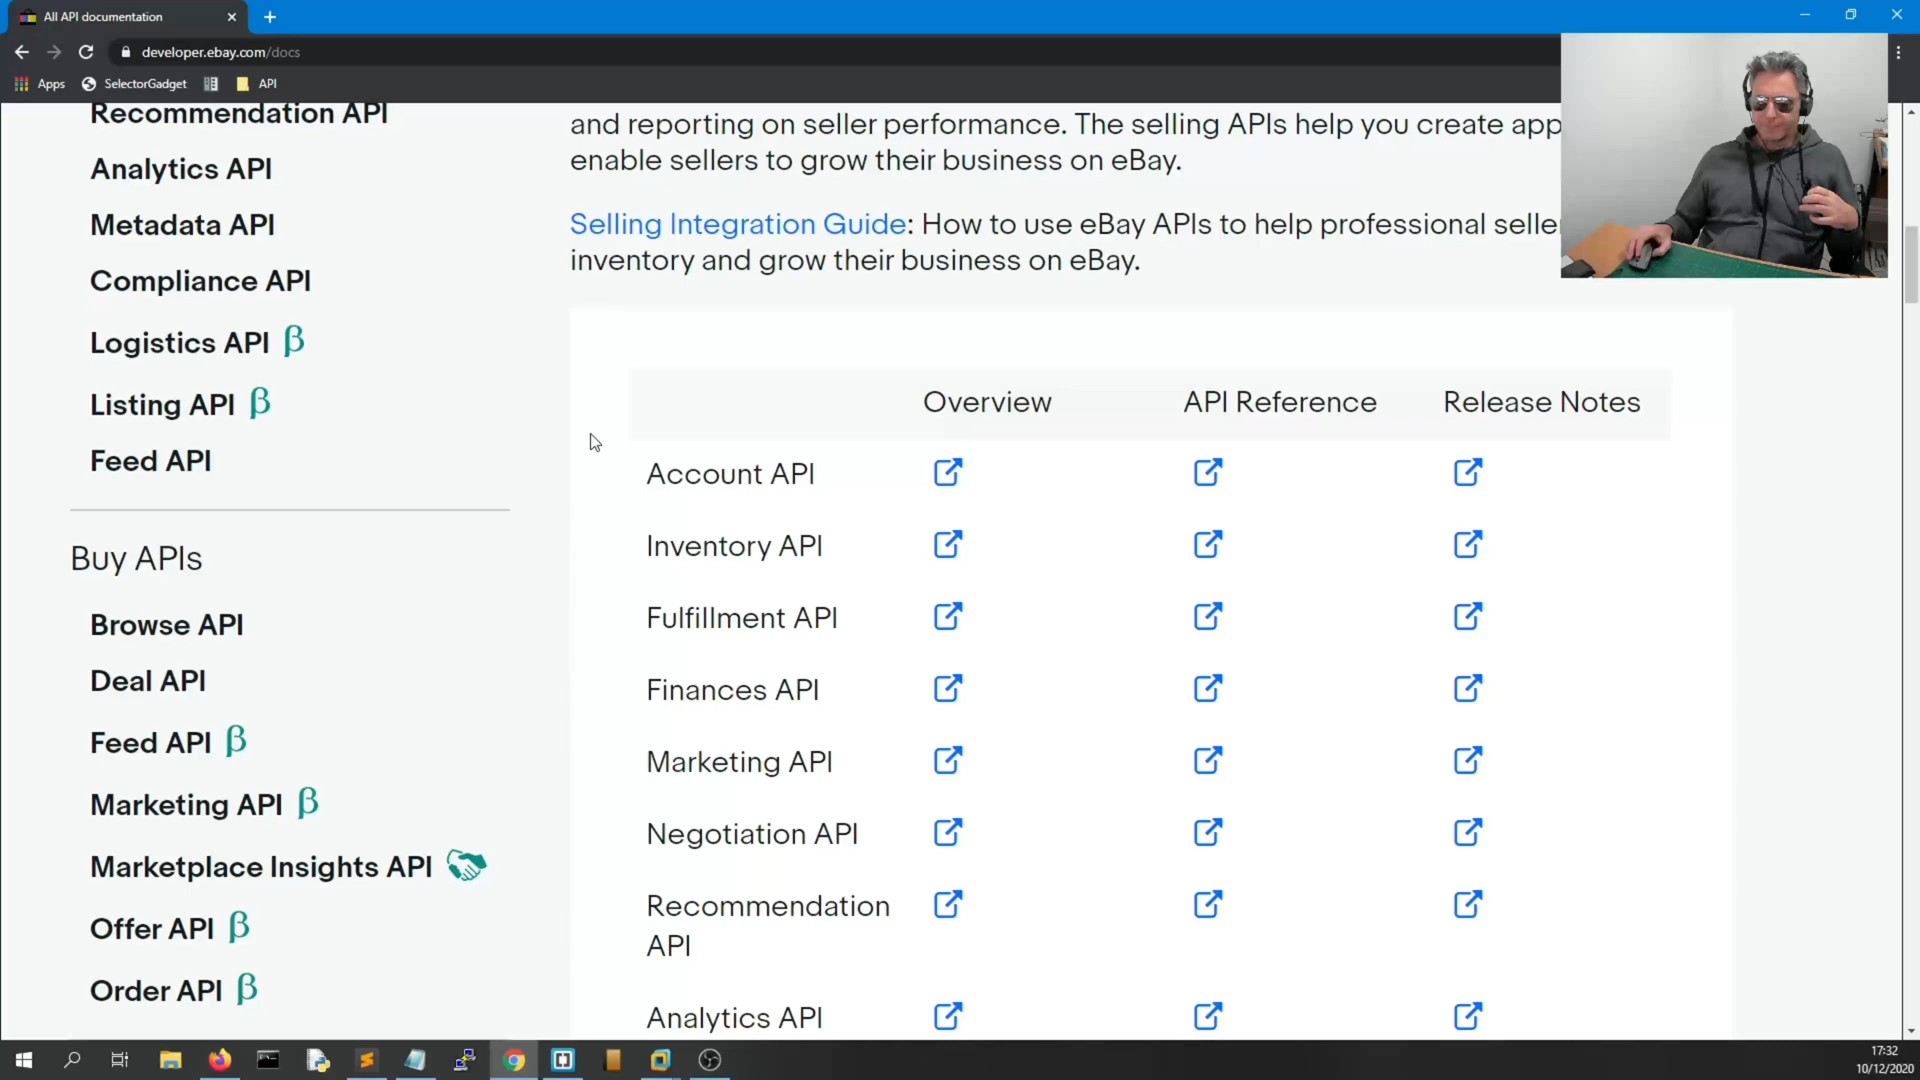 All API documentation
developer.ebay.com/docs
Apps
SelectorGadget
API
Recommendation API
Analytics API
Metadata API
Compliance API
Logistics API β
Listing API β
Feed API
Buy APIs
Browse API
Deal API
Feed API β
Marketing API β
Marketplace Insights API
Offer API β
Order API β
and reporting on seller performance. The selling APIs help you create app
enable sellers to grow their business on eBay.
Selling Integration Guide: How to use eBay APIs to help professional selle
inventory and grow their business on eBay.
Overview API Reference Release Notes
Account API
Inventory API
Fulfillment API
Finances API
Marketing API
Negotiation API
Recommendation
API
Analytics API
17:32
10/12/2020